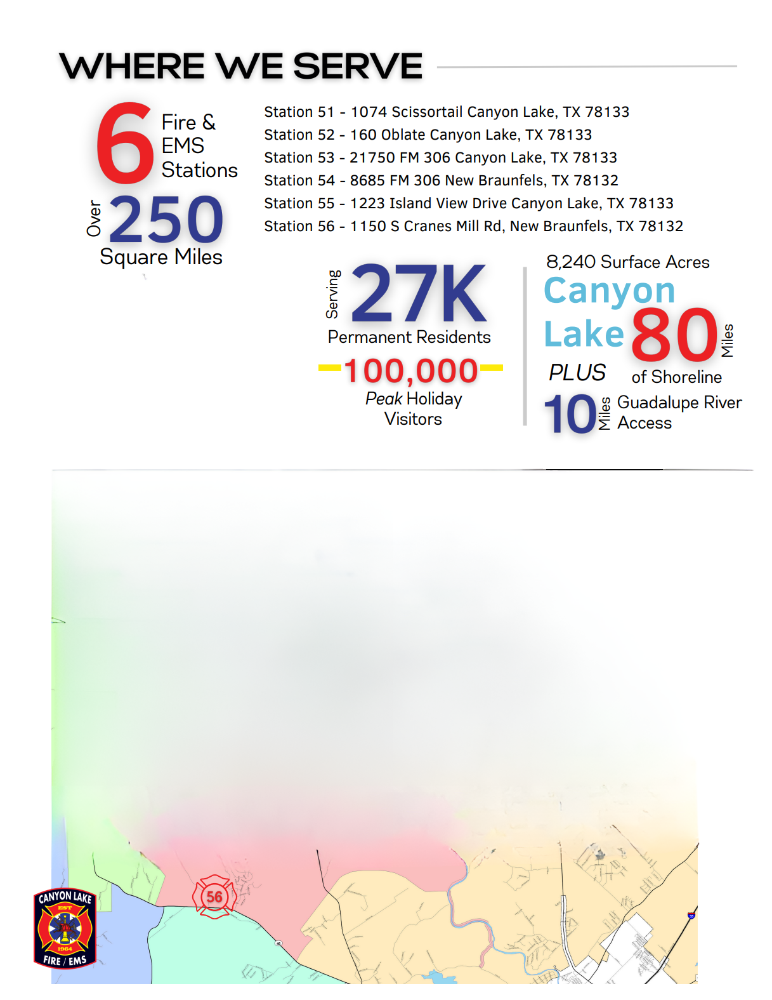 WHERE WE SERVE
6
Fire &
EMS
Stations
Over
250
Square Miles
Station 51 - 1074 Scissortail Canyon Lake, TX 78133
Station 52 - 160 Oblate Canyon Lake, TX 78133
Station 53 - 21750 FM 306 Canyon Lake, TX 78133
Station 54 - 8685 FM 306 New Braunfels, TX 78132
Station 55 - 1223 Island View Drive Canyon Lake, TX 78133
Station 56 - 1150 S Cranes Mill Rd, New Braunfels, TX 78132
Serving
27K
Permanent Residents
100,000
Peak Holiday
Visitors
8,240 Surface Acres
Canyon
Lake
80
Miles
of Shoreline
PLUS
10
Miles
Guadalupe River
Access
56
46
35
CANYON LAKE
EST
1964
FIRE / EMS